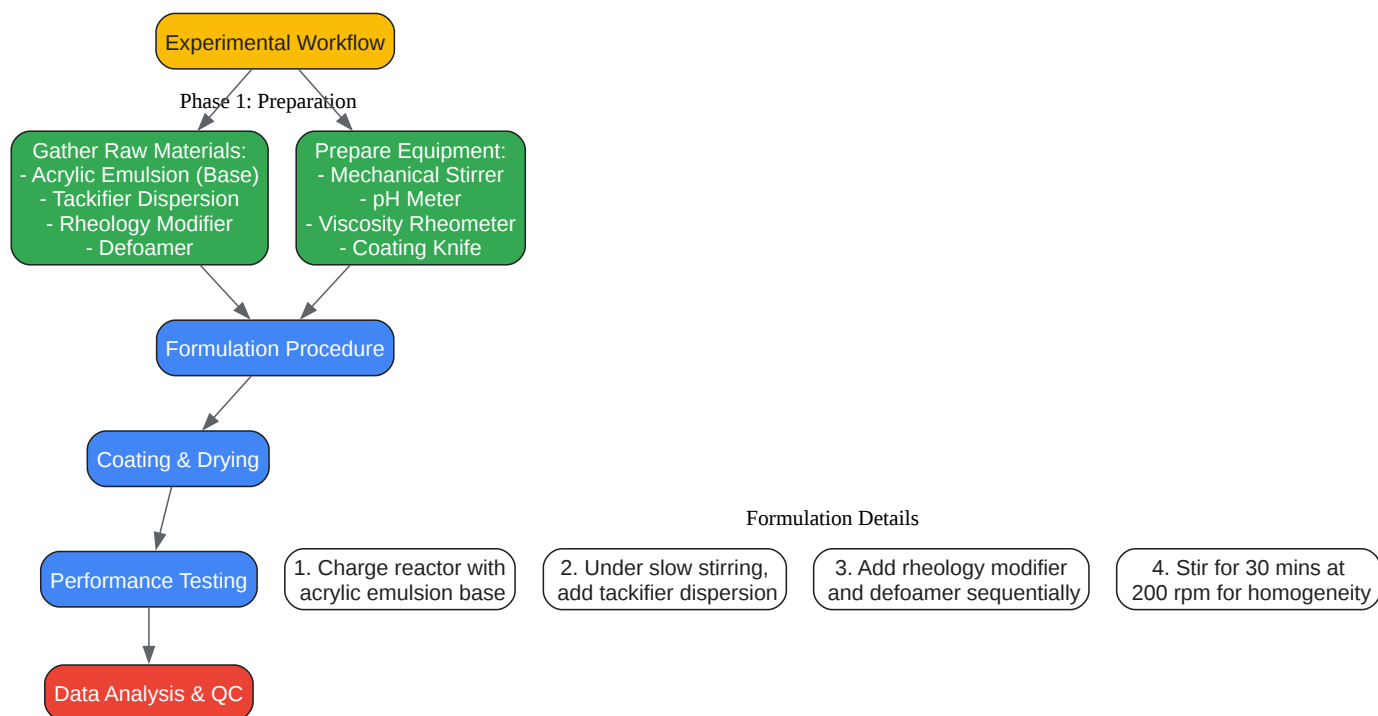 Experimental Workflow
Phase 1: Preparation
Gather Raw Materials:
- Acrylic Emulsion (Base)
- Tackifier Dispersion
- Rheology Modifier
- Defoamer
Prepare Equipment:
- Mechanical Stirrer
- pH Meter
- Viscosity Rheometer
- Coating Knife
Formulation Procedure
Coating & Drying
Performance Testing
Data Analysis & QC
Formulation Details
1. Charge reactor with
acrylic emulsion base
2. Under slow stirring,
add tackifier dispersion
3. Add rheology modifier
and defoamer sequentially
4. Stir for 30 mins at
200 rpm for homogeneity